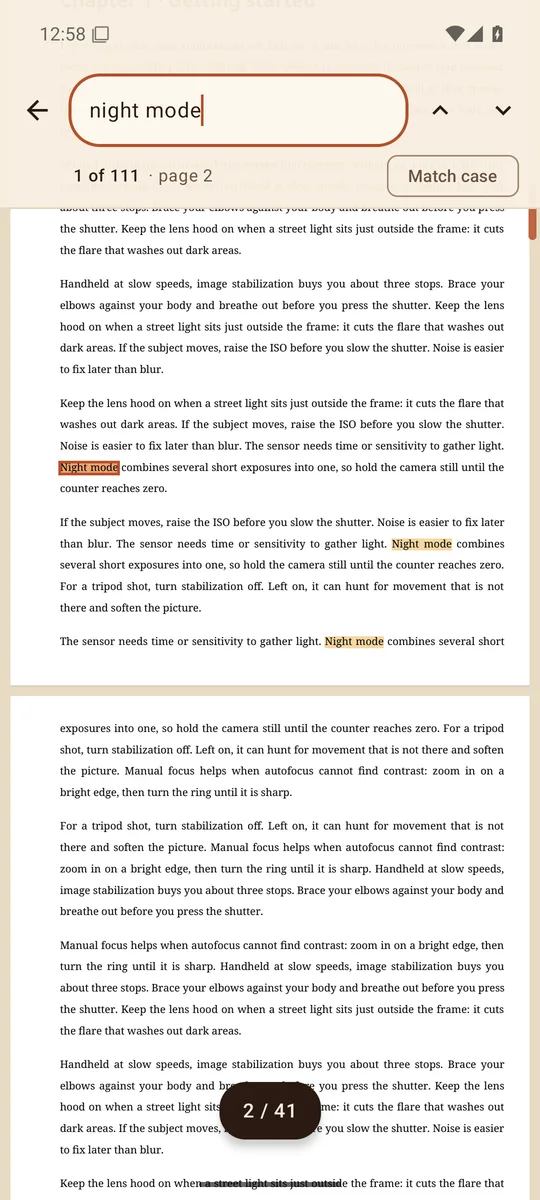 Chapter 1 · Getting started
12:58
night mode
1 of 111 · page 2
Match case
about three stops. Brace your elbows against your body and breathe out before you press
the shutter. Keep the lens hood on when a street light sits just outside the frame: it cuts
the flare that washes out dark areas.
Handheld at slow speeds, image stabilization buys you about three stops. Brace your
elbows against your body and breathe out before you press the shutter. Keep the lens
hood on when a street light sits just outside the frame: it cuts the flare that washes out
dark areas. If the subject moves, raise the ISO before you slow the shutter. Noise is easier
to fix later than blur.
Keep the lens hood on when a street light sits just outside the frame: it cuts the flare that
washes out dark areas. If the subject moves, raise the ISO before you slow the shutter.
Noise is easier to fix later than blur. The sensor needs time or sensitivity to gather light.
Night mode combines several short exposures into one, so hold the camera still until the
counter reaches zero.
If the subject moves, raise the ISO before you slow the shutter. Noise is easier to fix later
than blur. The sensor needs time or sensitivity to gather light. Night mode combines
several short exposures into one, so hold the camera still until the counter reaches zero.
For a tripod shot, turn stabilization off. Left on, it can hunt for movement that is not
there and soften the picture.
The sensor needs time or sensitivity to gather light. Night mode combines several short
exposures into one, so hold the camera still until the counter reaches zero. For a tripod
shot, turn stabilization off. Left on, it can hunt for movement that is not there and soften
the picture. Manual focus helps when autofocus cannot find contrast: zoom in on a
bright edge, then turn the ring until it is sharp.
For a tripod shot, turn stabilization off. Left on, it can hunt for movement that is not
there and soften the picture. Manual focus helps when autofocus cannot find contrast:
zoom in on a bright edge, then turn the ring until it is sharp. Handheld at slow speeds,
image stabilization buys you about three stops. Brace your elbows against your body and
breathe out before you press the shutter.
Manual focus helps when autofocus cannot find contrast: zoom in on a bright edge, then
turn the ring until it is sharp. Handheld at slow speeds, image stabilization buys you
about three stops. Brace your elbows against your body and breathe out before you press
the shutter. Keep the lens hood on when a street light sits just outside the frame: it cuts
the flare that washes out dark areas.
Handheld at slow speeds, image stabilization buys you about three stops. Brace your
elbows against your body and you press the shutter. Keep the lens
hood on when a street light sits it cuts the flare that washes out
dark areas. If the subject moves, you slow the shutter. Noise is easier
to fix later than blur.
2 / 41
Keep the lens hood on when a street light sits just outside the frame: it cuts the flare that